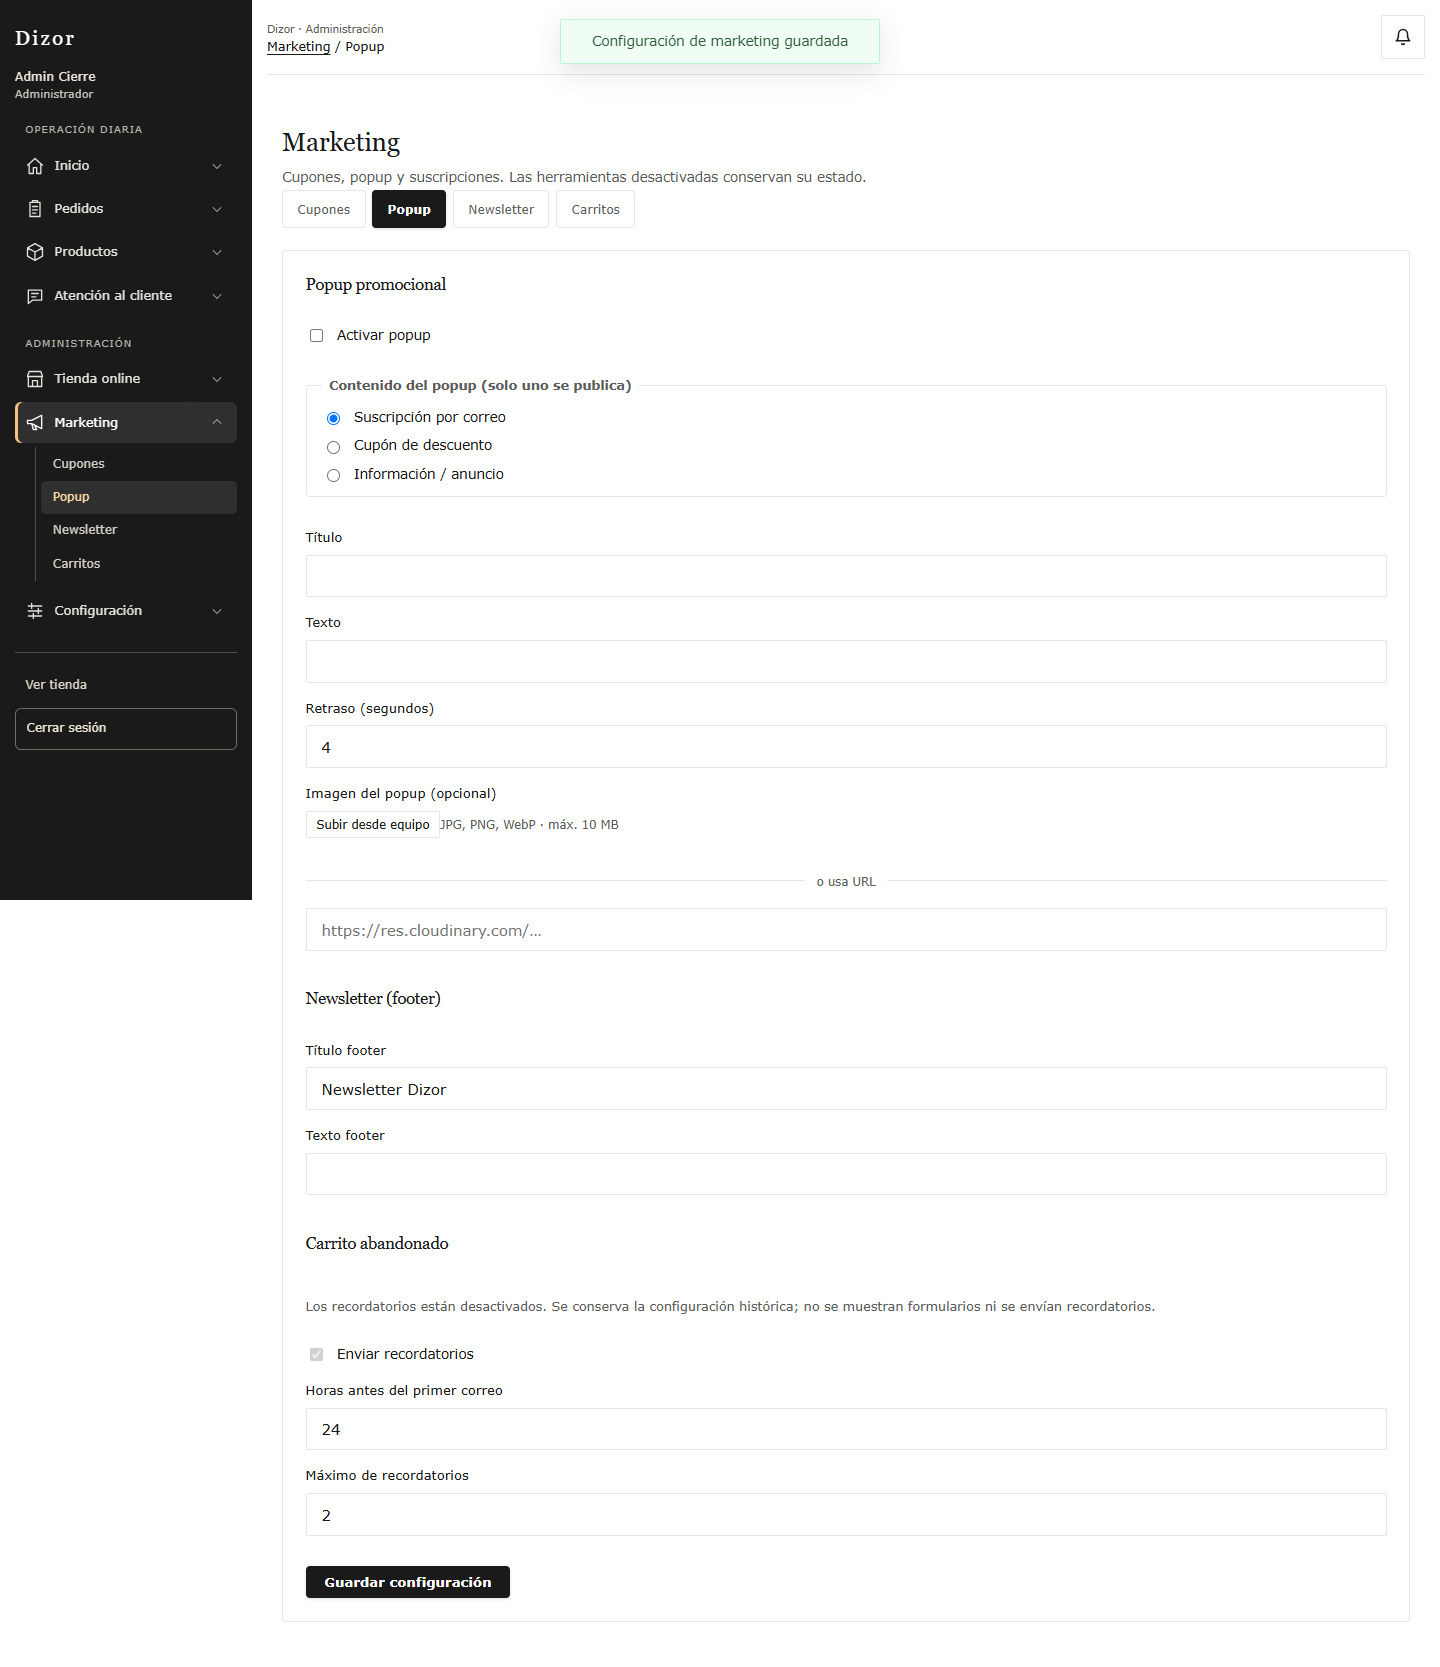 Dizor
Admin Cierre
Administrador
OPERACIÓN DIARIA
Inicio
Pedidos
Productos
Atención al cliente
ADMINISTRACIÓN
Tienda online
Marketing
Cupones
Popup
Newsletter
Carritos
Configuración
Ver tienda
Cerrar sesión
Dizor · Administración
Marketing / Popup
Configuración de marketing guardada
Marketing
Cupones, popup y suscripciones. Las herramientas desactivadas conservan su estado.
Cupones Popup Newsletter Carritos
Popup promocional
Activar popup
Contenido del popup (solo uno se publica)
Suscripción por correo
Cupón de descuento
Información / anuncio
Título
Texto
Retraso (segundos)
4
Imagen del popup (opcional)
Subir desde equipo JPG, PNG, WebP · máx. 10 MB
o usa URL
https://res.cloudinary.com/...
Newsletter (footer)
Título footer
Newsletter Dizor
Texto footer
Carrito abandonado
Los recordatorios están desactivados. Se conserva la configuración histórica; no se muestran formularios ni se envían recordatorios.
Enviar recordatorios
Horas antes del primer correo
24
Máximo de recordatorios
2
Guardar configuración